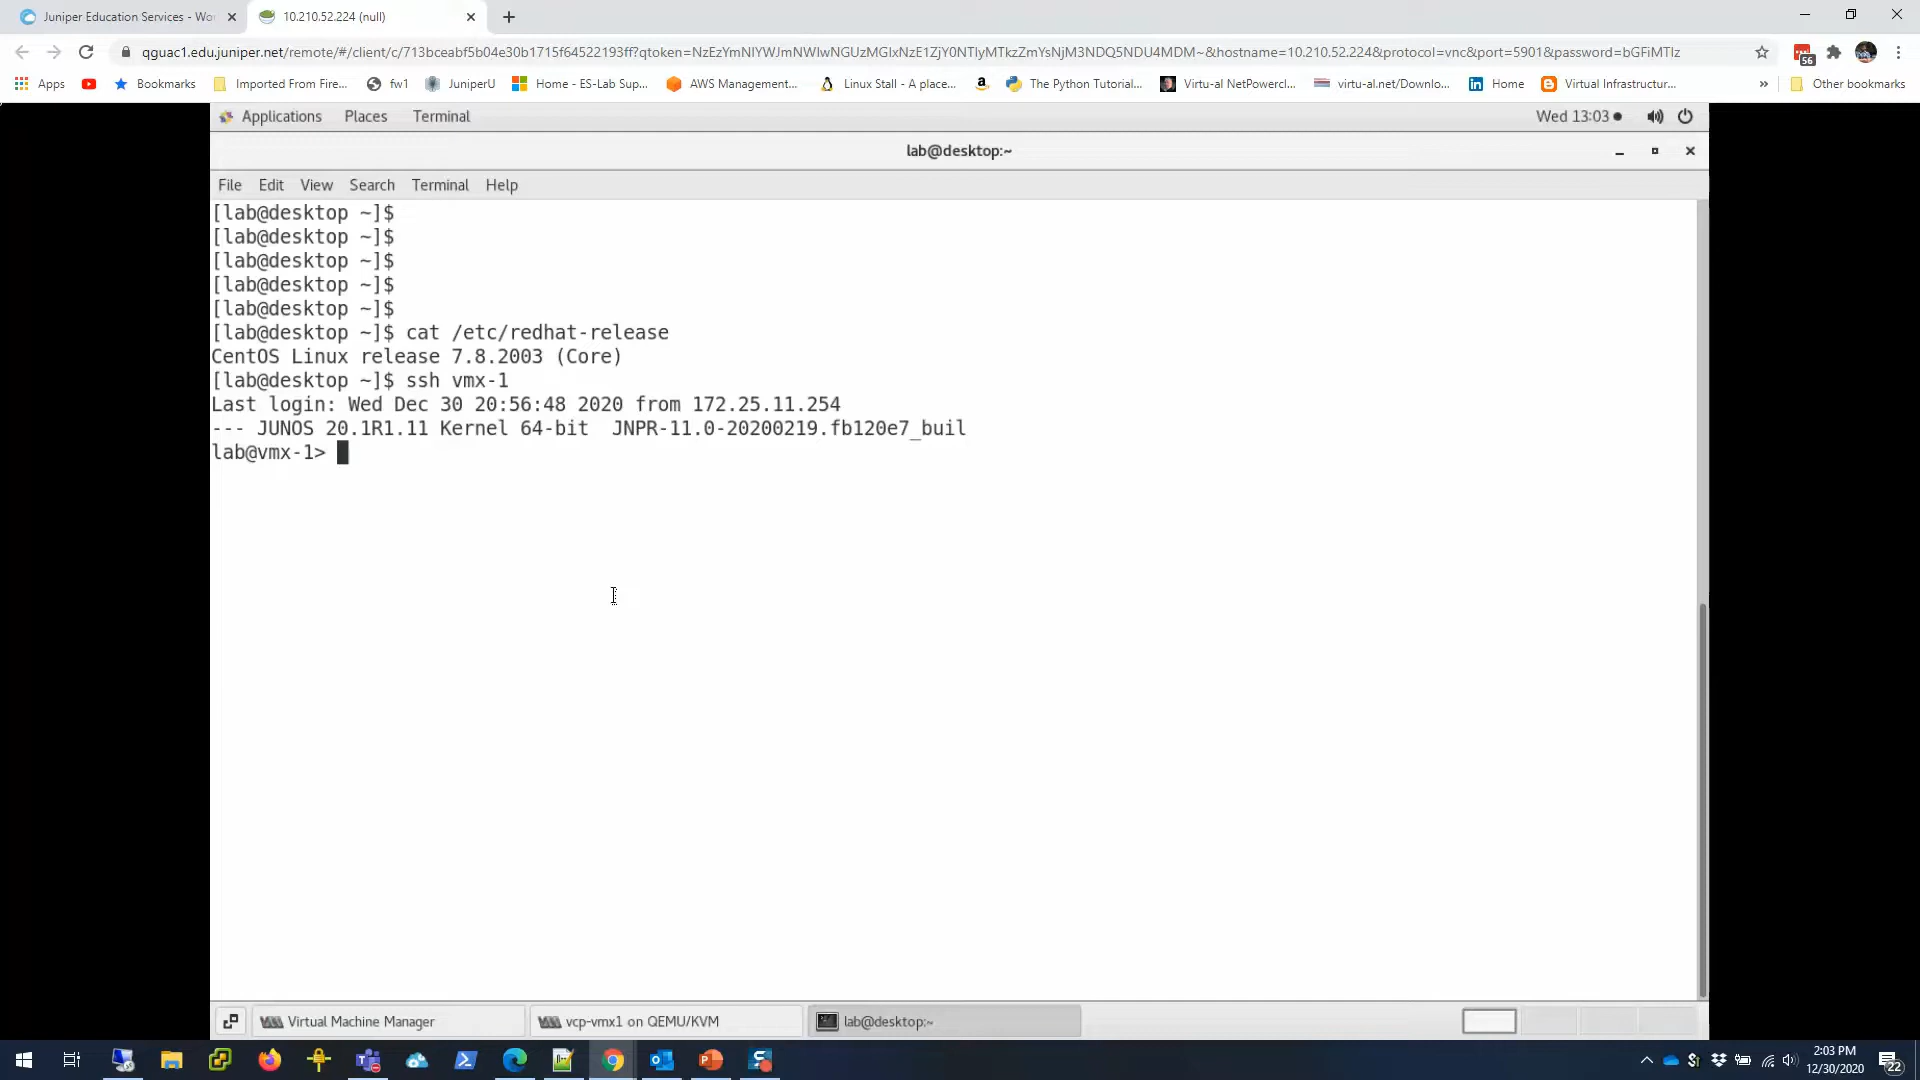 Juniper Education Services - Wo
10.210.52.224 (null)
qguac1.edu.juniper.net/remote/#/client/c/713bceabf5b04e30b1715f64522193ff?qtoken=NzEzYmNlYWJmNWIwNGUzMGIxNzE1ZjY0NTIyMTkzZmYsNjM3NDQ5NDU4MDM~&hostname=10.210.52.224&protocol=vnc&port=5901&password=bGFiMTIz
56
Apps
Bookmarks
Imported From Fire...
fw1
JuniperU
Home - ES-Lab Sup...
AWS Management...
Linux Stall - A place...
The Python Tutorial...
Virtu-al NetPowercl...
virtu-al.net/Downlo...
Home
Virtual Infrastructur...
»
Other bookmarks
Applications Places Terminal Wed 13:03
lab@desktop:~
File Edit View Search Terminal Help
[lab@desktop ~]$
[lab@desktop ~]$
[lab@desktop ~]$
[lab@desktop ~]$
[lab@desktop ~]$
[lab@desktop ~]$ cat /etc/redhat-release
CentOS Linux release 7.8.2003 (Core)
[lab@desktop ~]$ ssh vmx-1
Last login: Wed Dec 30 20:56:48 2020 from 172.25.11.254
--- JUNOS 20.1R1.11 Kernel 64-bit  JNPR-11.0-20200219.fb120e7_buil
lab@vmx-1>
Virtual Machine Manager
vcp-vmx1 on QEMU/KVM
lab@desktop:~
2:03 PM
12/30/2020
22